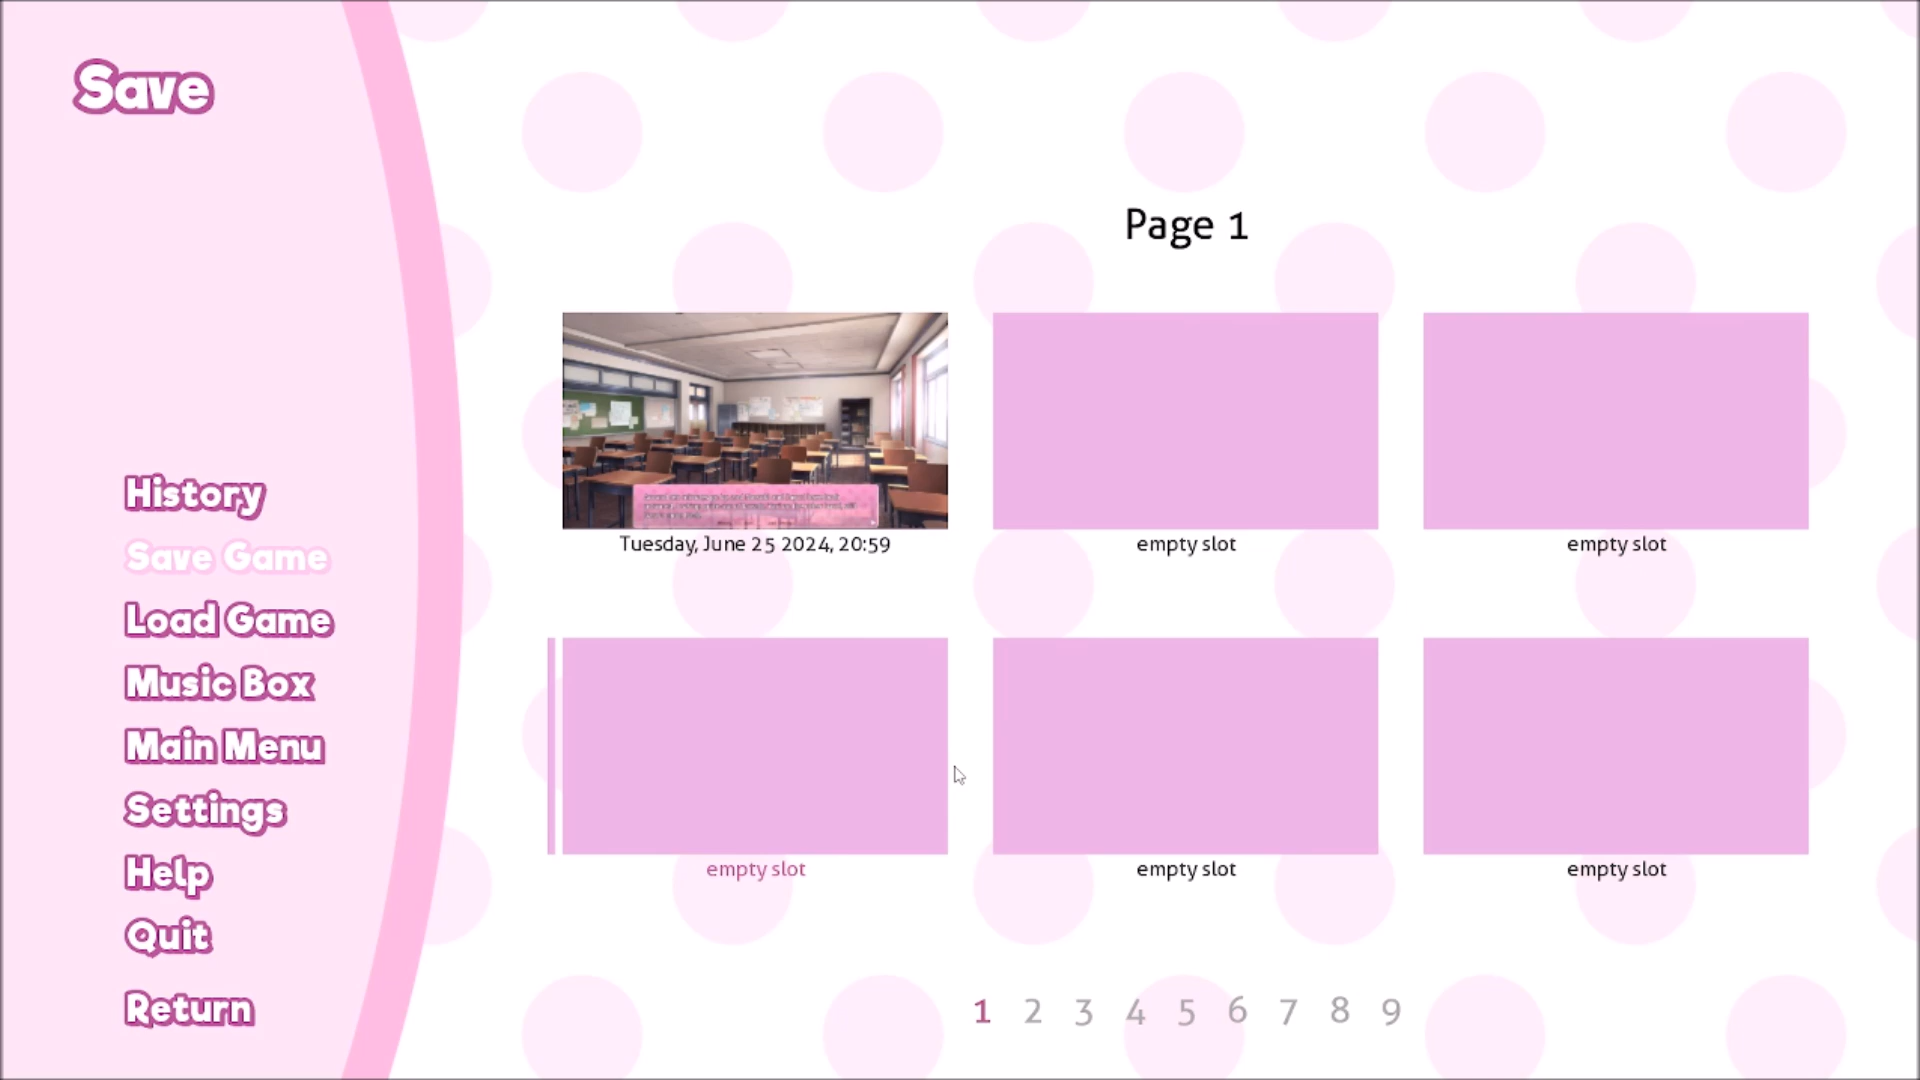 Save
History
Save Game
Load Game
Music Box
Main Menu
Settings
Help
Quit
Return
Page 1
Tuesday, June 25 2024, 20:59
empty slot
empty slot
empty slot
empty slot
empty slot
1 2 3 4 5 6 7 8 9